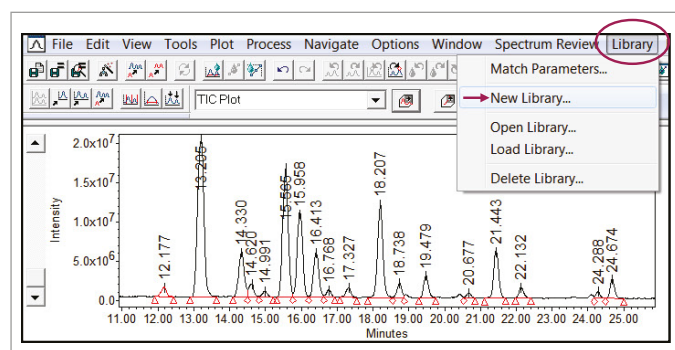 File Edit View Tools Plot Process Navigate Options Window Spectrum Review Library
Match Parameters...
New Library...
Open Library...
Load Library...
Delete Library...
TIC Plot
Intensity
2.0x10⁷
1.5x10⁷
1.0x10⁷
5.0x10⁶
0.0
12.177
13.205
14.330
14.620
14.991
15.565
15.958
16.413
16.768
17.327
18.207
18.738
19.479
20.677
21.443
22.132
24.288
24.674
11.00 12.00 13.00 14.00 15.00 16.00 17.00 18.00 19.00 20.00 21.00 22.00 23.00 24.00 25.00
Minutes